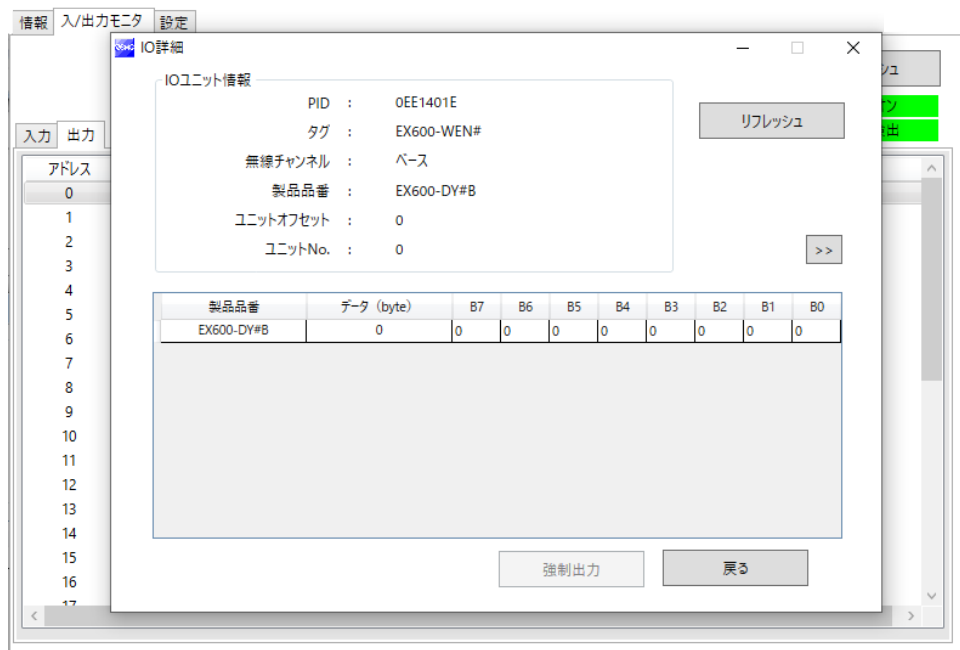 情報 入/出力モニタ 設定
IO詳細
IOユニット情報
PID : 0EE1401E
タグ : EX600-WEN#
無線チャンネル : ベース
製品品番 : EX600-DY#B
ユニットオフセット : 0
ユニットNo. : 0
リフレッシュ
>>
入力 出力
アドレス
0
1
2
3
4
5
6
7
8
9
10
11
12
13
14
15
16
17
製品品番 データ (byte) B7 B6 B5 B4 B3 B2 B1 B0
EX600-DY#B 0 0 0 0 0 0 0 0 0
強制出力 戻る